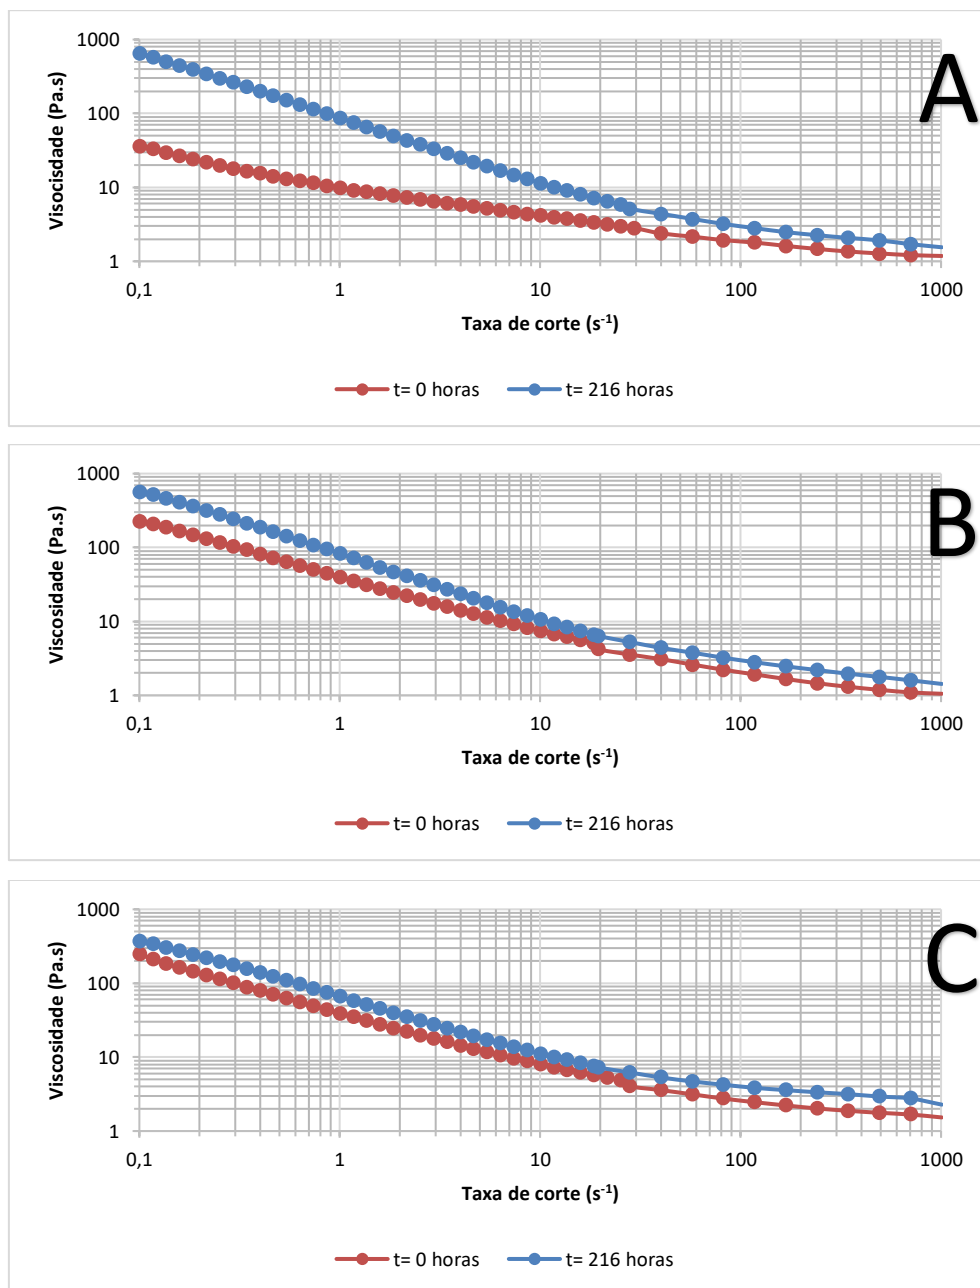 A
Viscocisdade (Pa.s)
1000
100
10
1
0,1 1 10 100 1000
Taxa de corte (s⁻¹)
t= 0 horas t= 216 horas
B
Viscosidade (Pa.s)
1000
100
10
1
0,1 1 10 100 1000
Taxa de corte (s⁻¹)
t= 0 horas t= 216 horas
C
Viscosidade (Pa.s)
1000
100
10
1
0,1 1 10 100 1000
Taxa de corte (s⁻¹)
t= 0 horas t= 216 horas